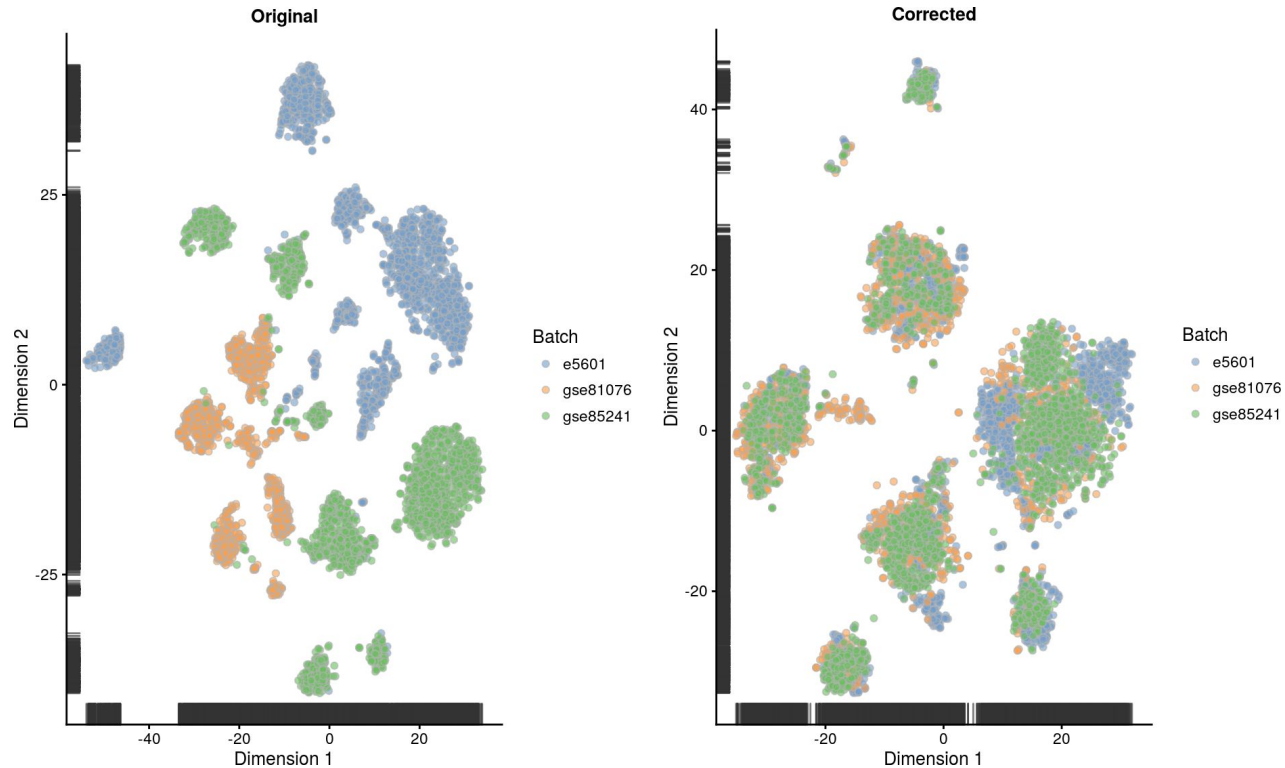 Original
Dimension 2
25
0
-25
-40
-20
0
20
Dimension 1
Batch
e5601
gse81076
gse85241
Corrected
Dimension 2
40
20
0
-20
-20
0
20
Dimension 1
Batch
e5601
gse81076
gse85241